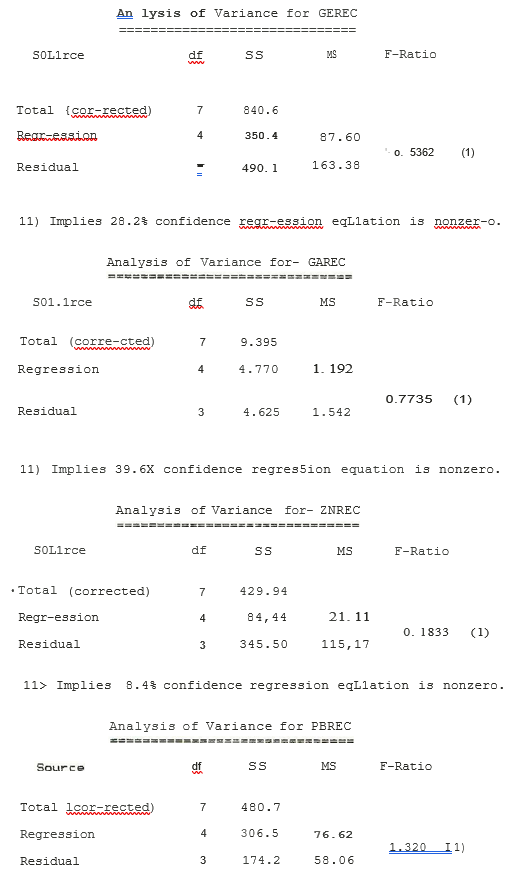 An lysis of Variance for GEREC
==============================
S0L1rce df SS MS F-Ratio
Total {cor-rected) 7 840.6
Regr-ession 4 350.4 87.60
o. 5362 (1)
Residual = 490. 1 163.38
11) Implies 28.2% confidence regr-ession eqL1ation is nonzer-o.
Analysis of Variance for- GAREC
===============================
S01.1rce df SS MS F-Ratio
Total (corre-cted) 7 9.395
Regression 4 4.770 1. 192
0.7735 (1)
Residual 3 4.625 1.542
11) Implies 39.6X confidence regres5ion equation is nonzero.
Analysis of Variance for- ZNREC
===============================
S0L1rce df SS MS F-Ratio
•Total (corrected) 7 429.94
Regr-ession 4 84,44 21. 11
0. 1833 (1)
Residual 3 345.50 115,17
11> Implies 8.4% confidence regression eqL1ation is nonzero.
Analysis of Variance for PBREC
===============================
Source df SS MS F-Ratio
Total lcor-rected) 7 480.7
Regression 4 306.5 76.62
1.320 I1)
Residual 3 174.2 58.06